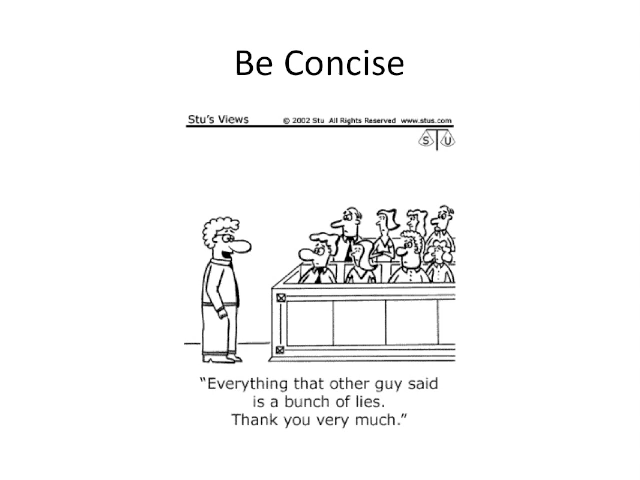 Be Concise
Stu's Views © 2002 Stu All Rights Reserved www.stus.com
S T U
“Everything that other guy said
is a bunch of lies.
Thank you very much.”